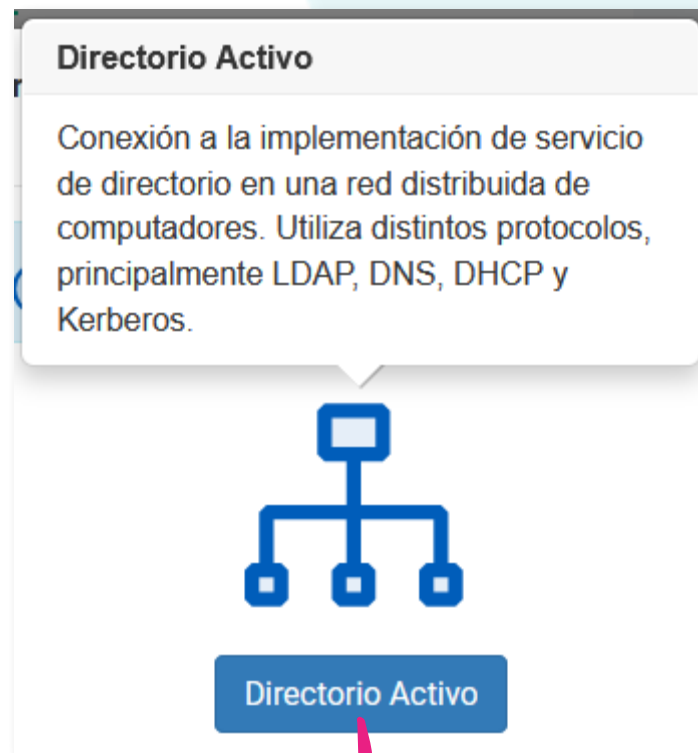 Directorio Activo
Conexión a la implementación de servicio
de directorio en una red distribuida de
computadores. Utiliza distintos protocolos,
principalmente LDAP, DNS, DHCP y
Kerberos.
Directorio Activo